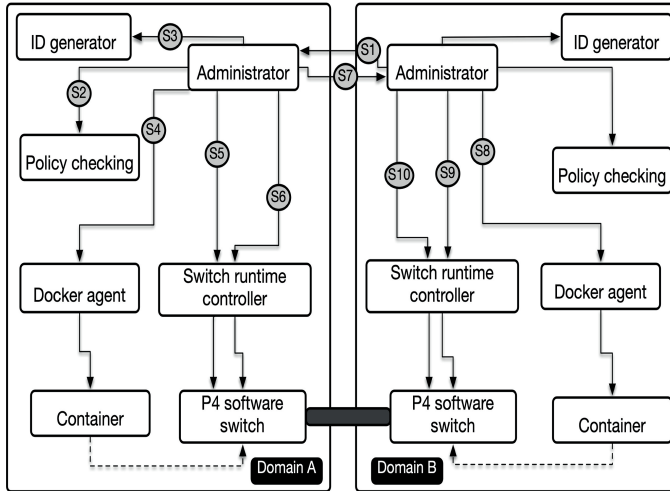 ID generator
S3
S1
ID generator
Administrator
S7
Administrator
S2
S4
Policy checking
S5
S6
S10
S9
S8
Policy checking
Docker agent
Switch runtime
controller
Switch runtime
controller
Docker agent
Container
P4 software
switch
P4 software
switch
Container
Domain A
Domain B